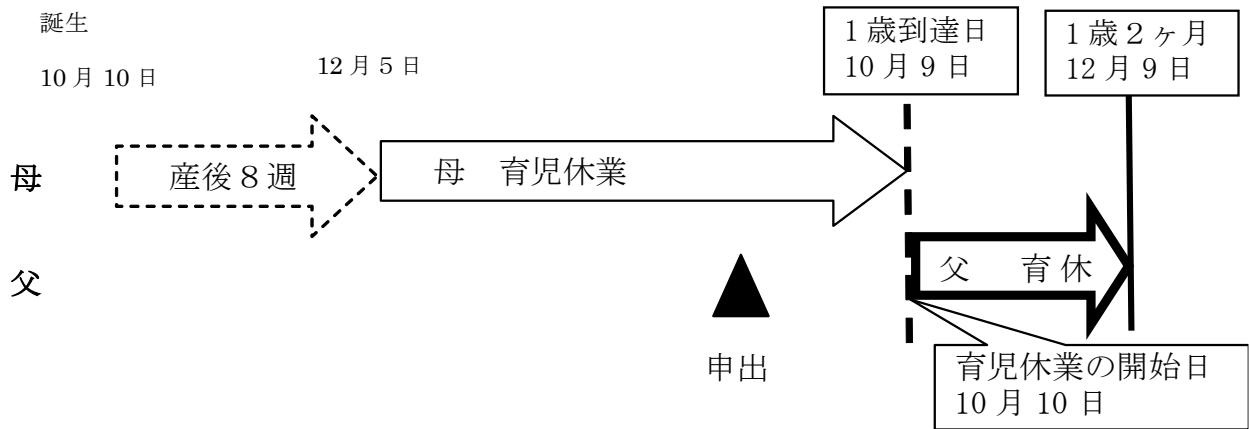 誕生
10月10日
12月5日
1歳到達日
10月9日
1歳2ヶ月
12月9日
母
産後8週
母 育児休業
父
父 育休
申出
育児休業の開始日
10月10日